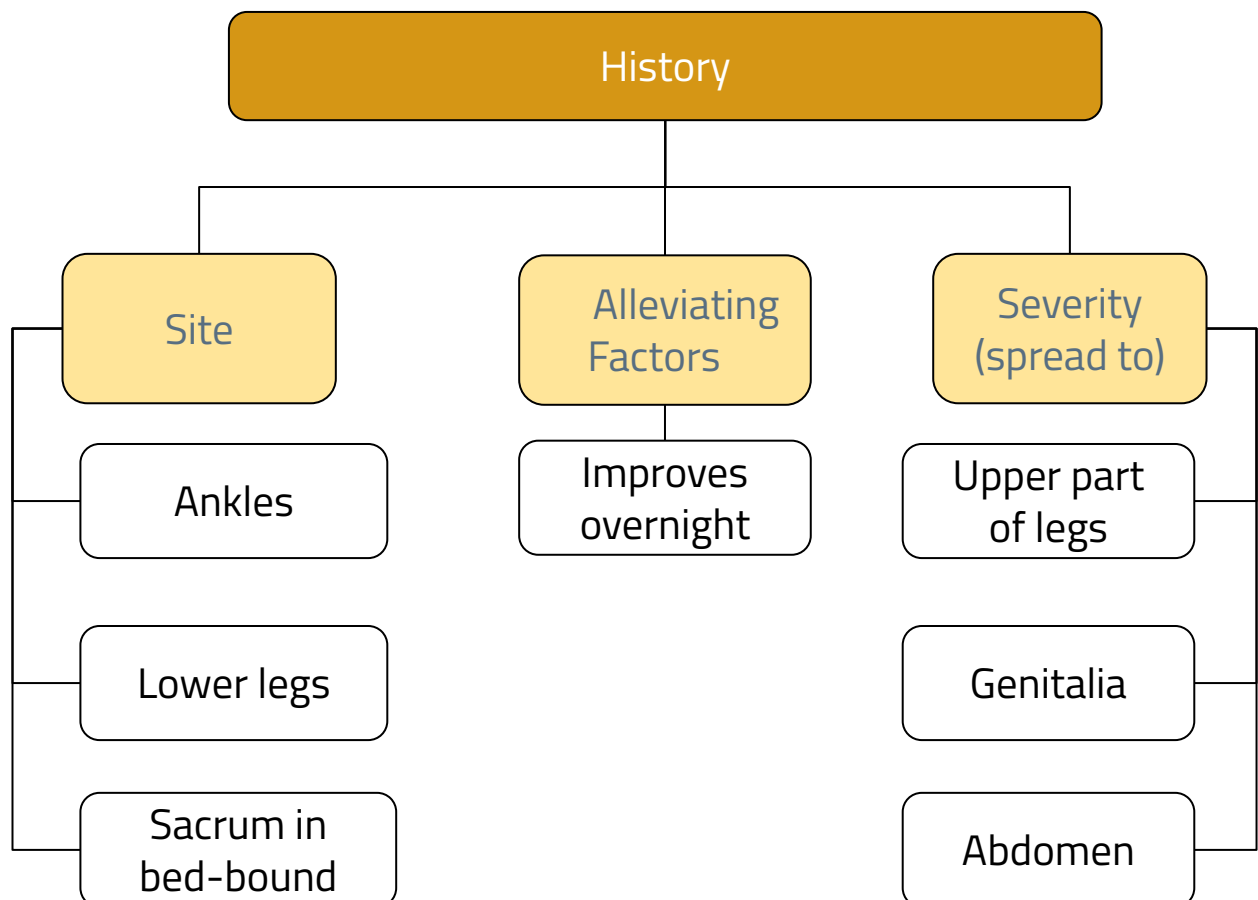 History
Site
Ankles
Lower legs
Sacrum in
bed-bound
Alleviating
Factors
Improves
overnight
Severity
(spread to)
Upper part
of legs
Genitalia
Abdomen